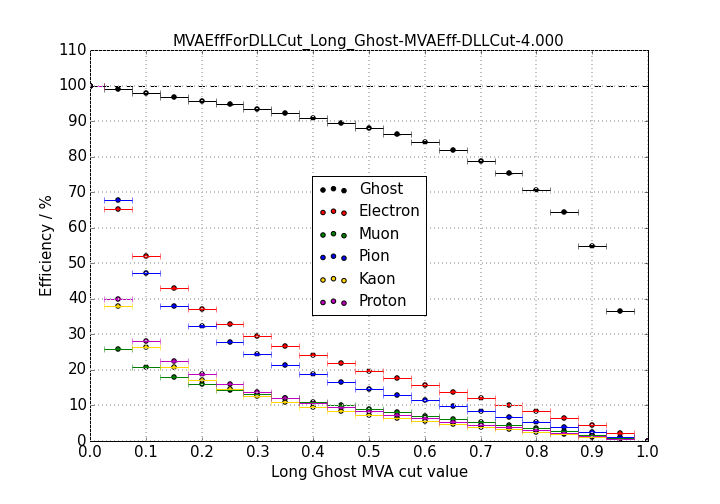 MVAEffForDLLCut_Long_Ghost-MVAEff-DLLCut-4.000
110
100
90
80
70
60
50
40
30
20
10
0
Efficiency / %
Ghost
Electron
Muon
Pion
Kaon
Proton
0.0 0.1 0.2 0.3 0.4 0.5 0.6 0.7 0.8 0.9 1.0
Long Ghost MVA cut value